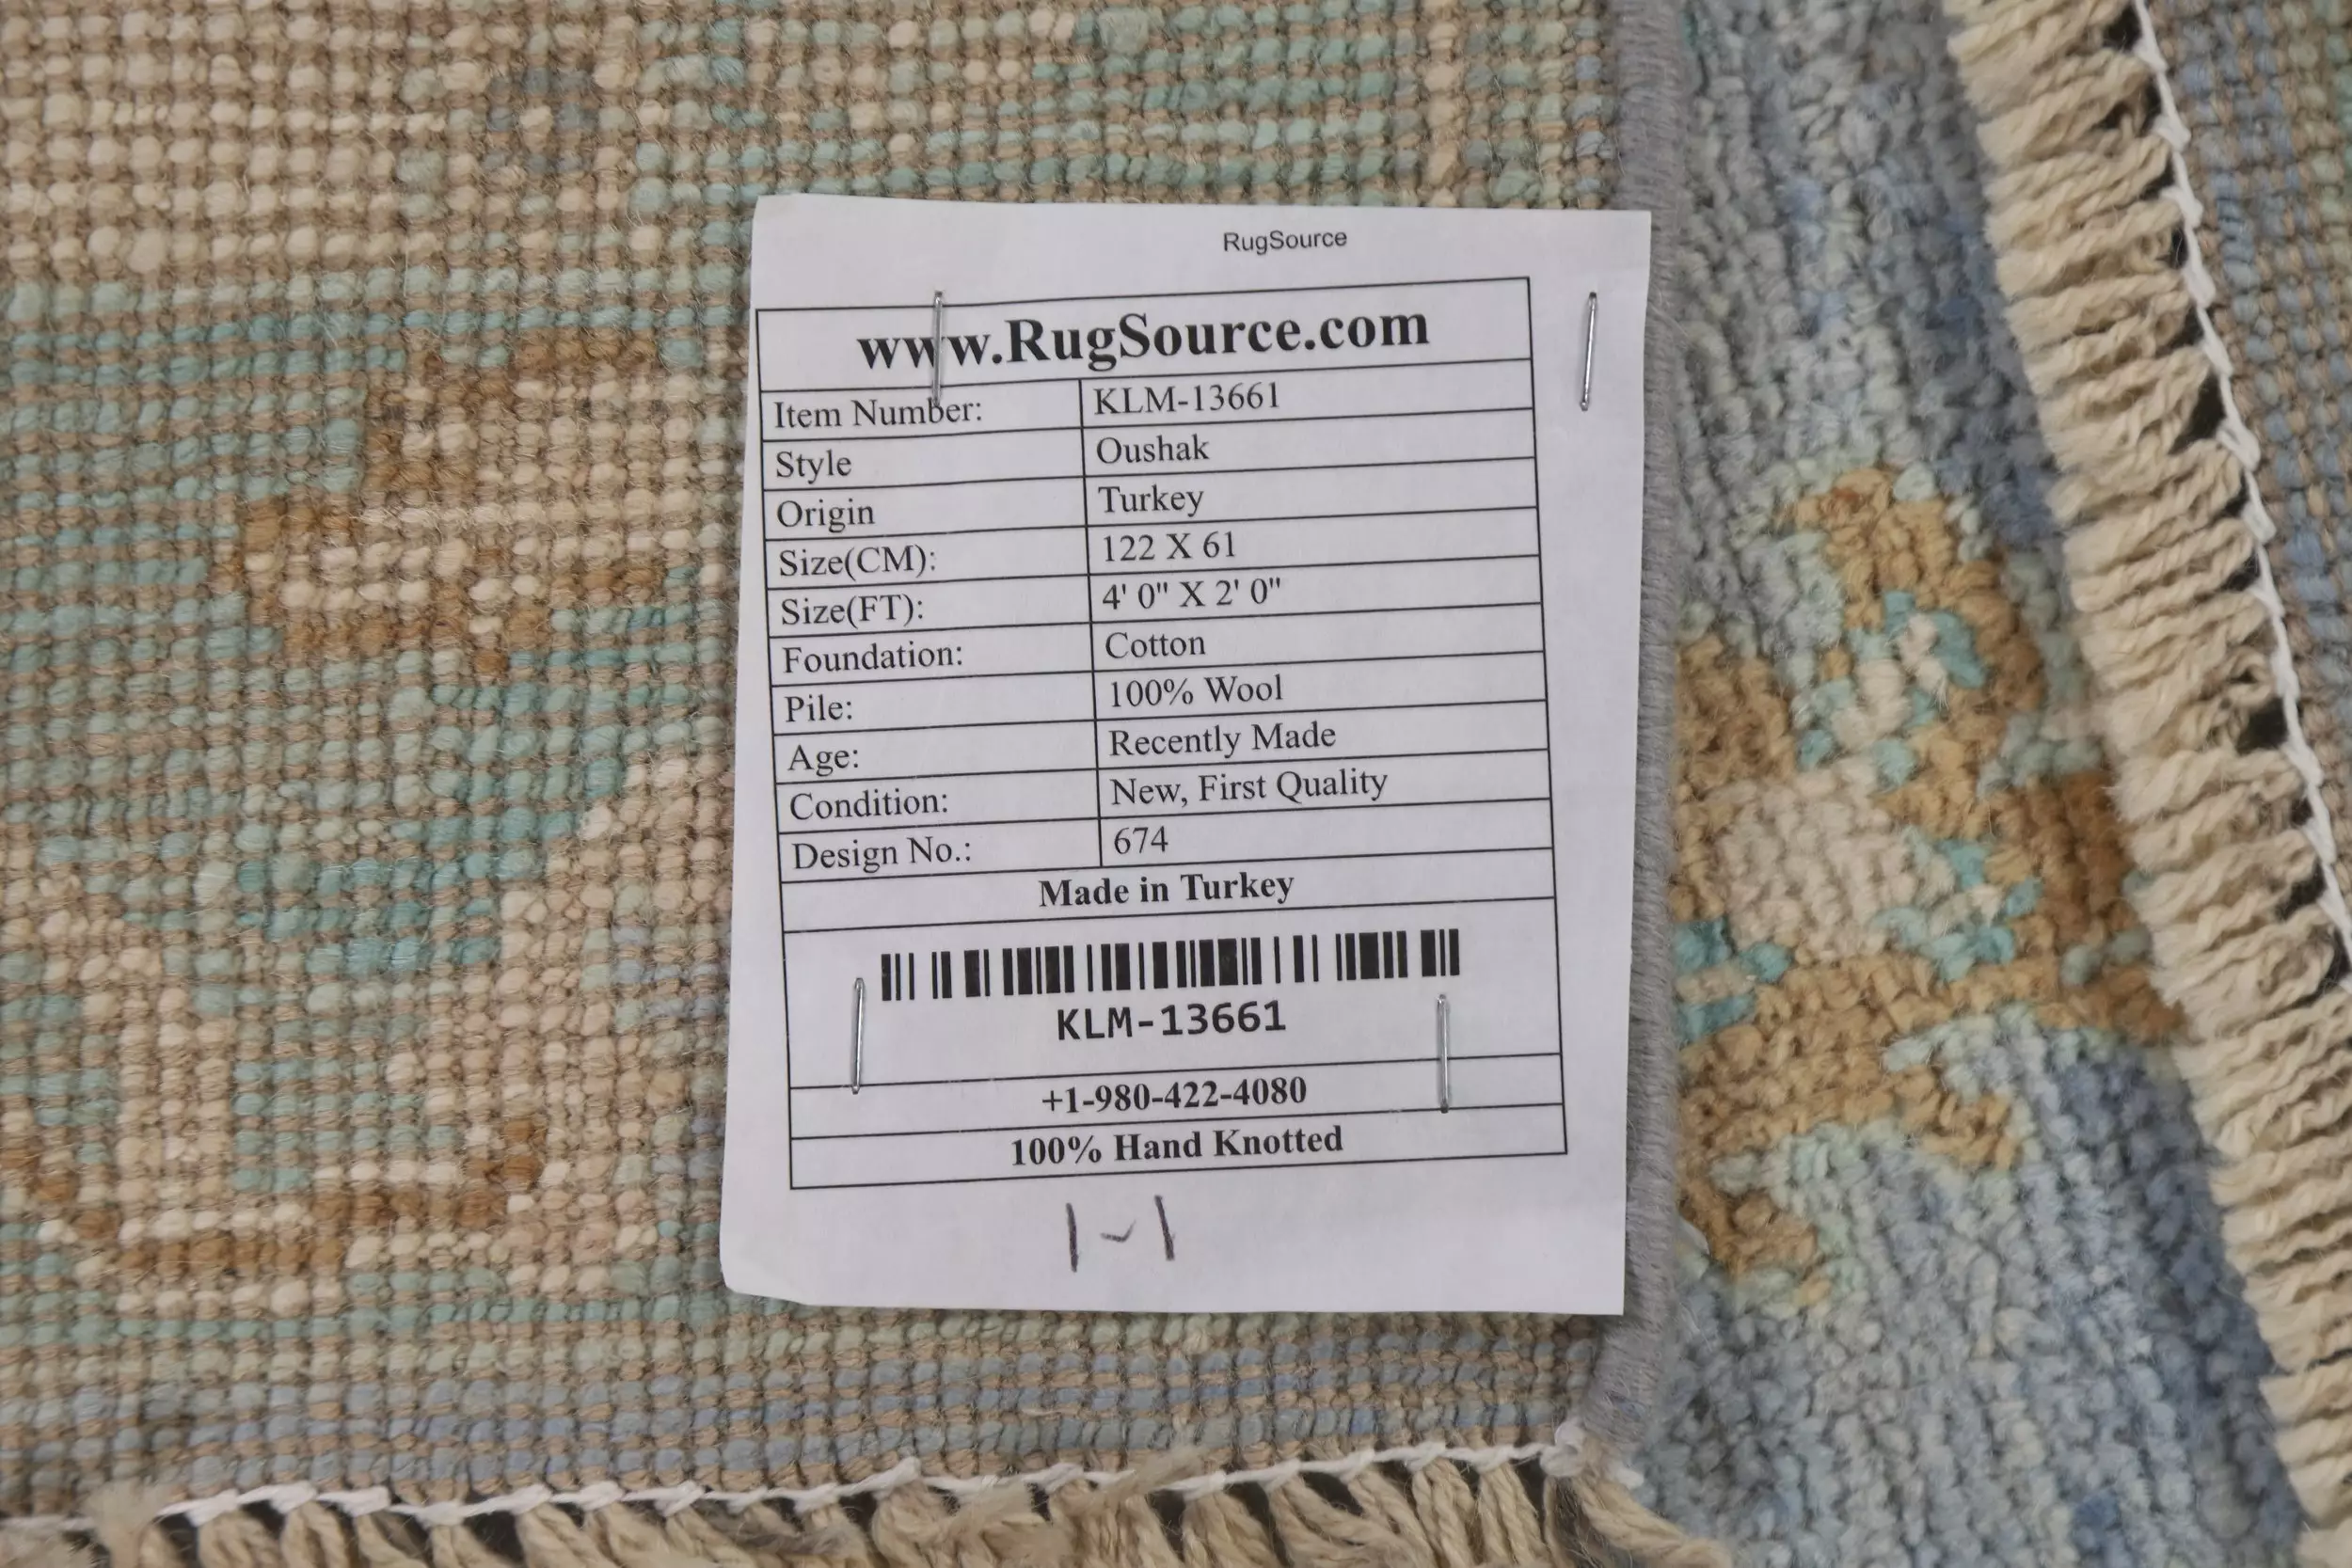 RugSource
www.RugSource.com
Item Number: KLM-13661
Style Oushak
Origin Turkey
Size(CM): 122 X 61
Size(FT): 4' 0" X 2' 0"
Foundation: Cotton
Pile: 100% Wool
Age: Recently Made
Condition: New, First Quality
Design No.: 674
Made in Turkey
KLM-13661
+1-980-422-4080
100% Hand Knotted
1-1